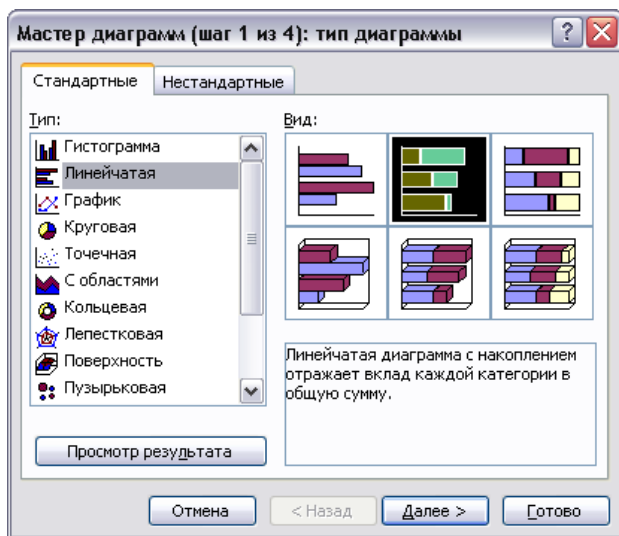 Мастер диаграмм (шаг 1 из 4): тип диаграммы
Стандартные
Нестандартные
Тип:
Гистограмма
Линейчатая
График
Круговая
Точечная
С областями
Кольцевая
Лепестковая
Поверхность
Пузырьковая
Вид:
Линейчатая диаграмма с накоплением
отражает вклад каждой категории в
общую сумму.
Просмотр результата
Отмена
< Назад
Далее >
Готово